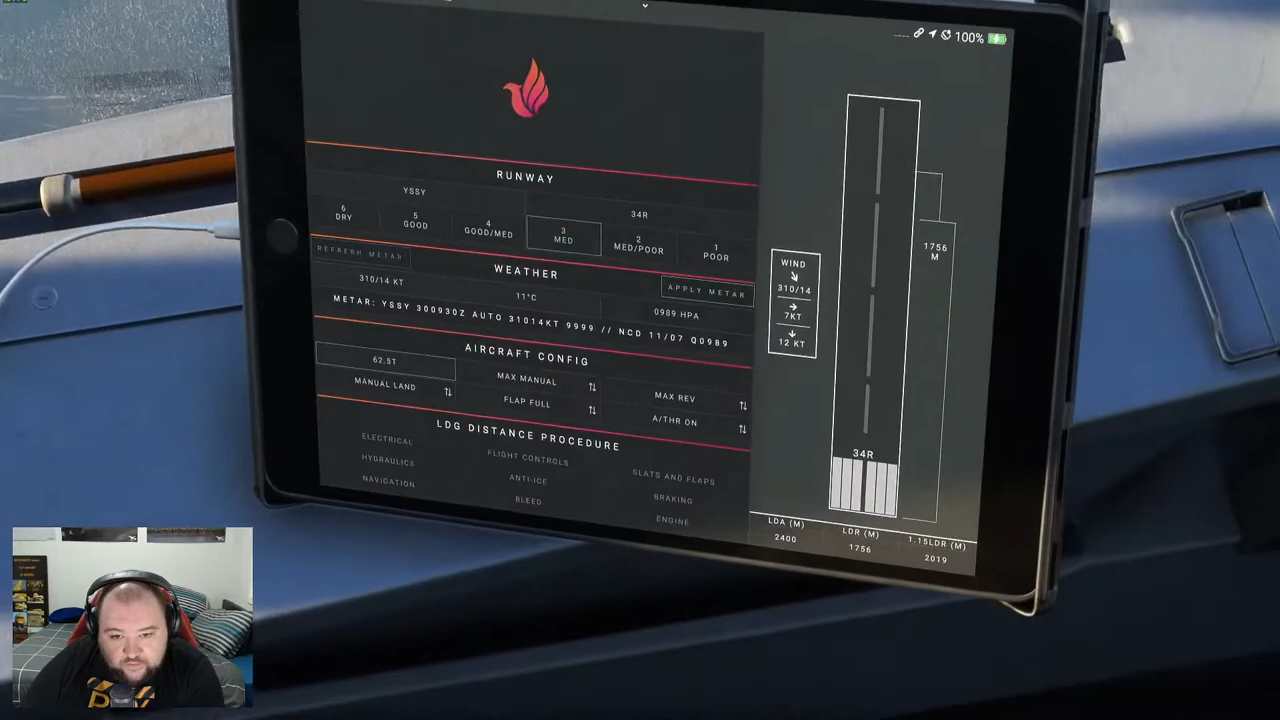 100%
RUNWAY
YSSY
34R
6 DRY
5 GOOD
4 GOOD/MED
3 MED
2 MED/POOR
1 POOR
REFRESH METAR
WEATHER
APPLY METAR
310/14 KT
11°C
0989 HPA
METAR: YSSY 300930Z AUTO 31014KT 9999 // NCD 11/07 Q0989
AIRCRAFT CONFIG
62.5T
MAX MANUAL
MAX REV
MANUAL LAND
FLAP FULL
A/THR ON
LDG DISTANCE PROCEDURE
ELECTRICAL
FLIGHT CONTROLS
SLATS AND FLAPS
HYDRAULICS
ANTI-ICE
BRAKING
NAVIGATION
BLEED
ENGINE
WIND
310/14
7KT
12 KT
1756
M
34R
LDA (M)
2400
LDR (M)
1756
1.15LDR (M)
2019